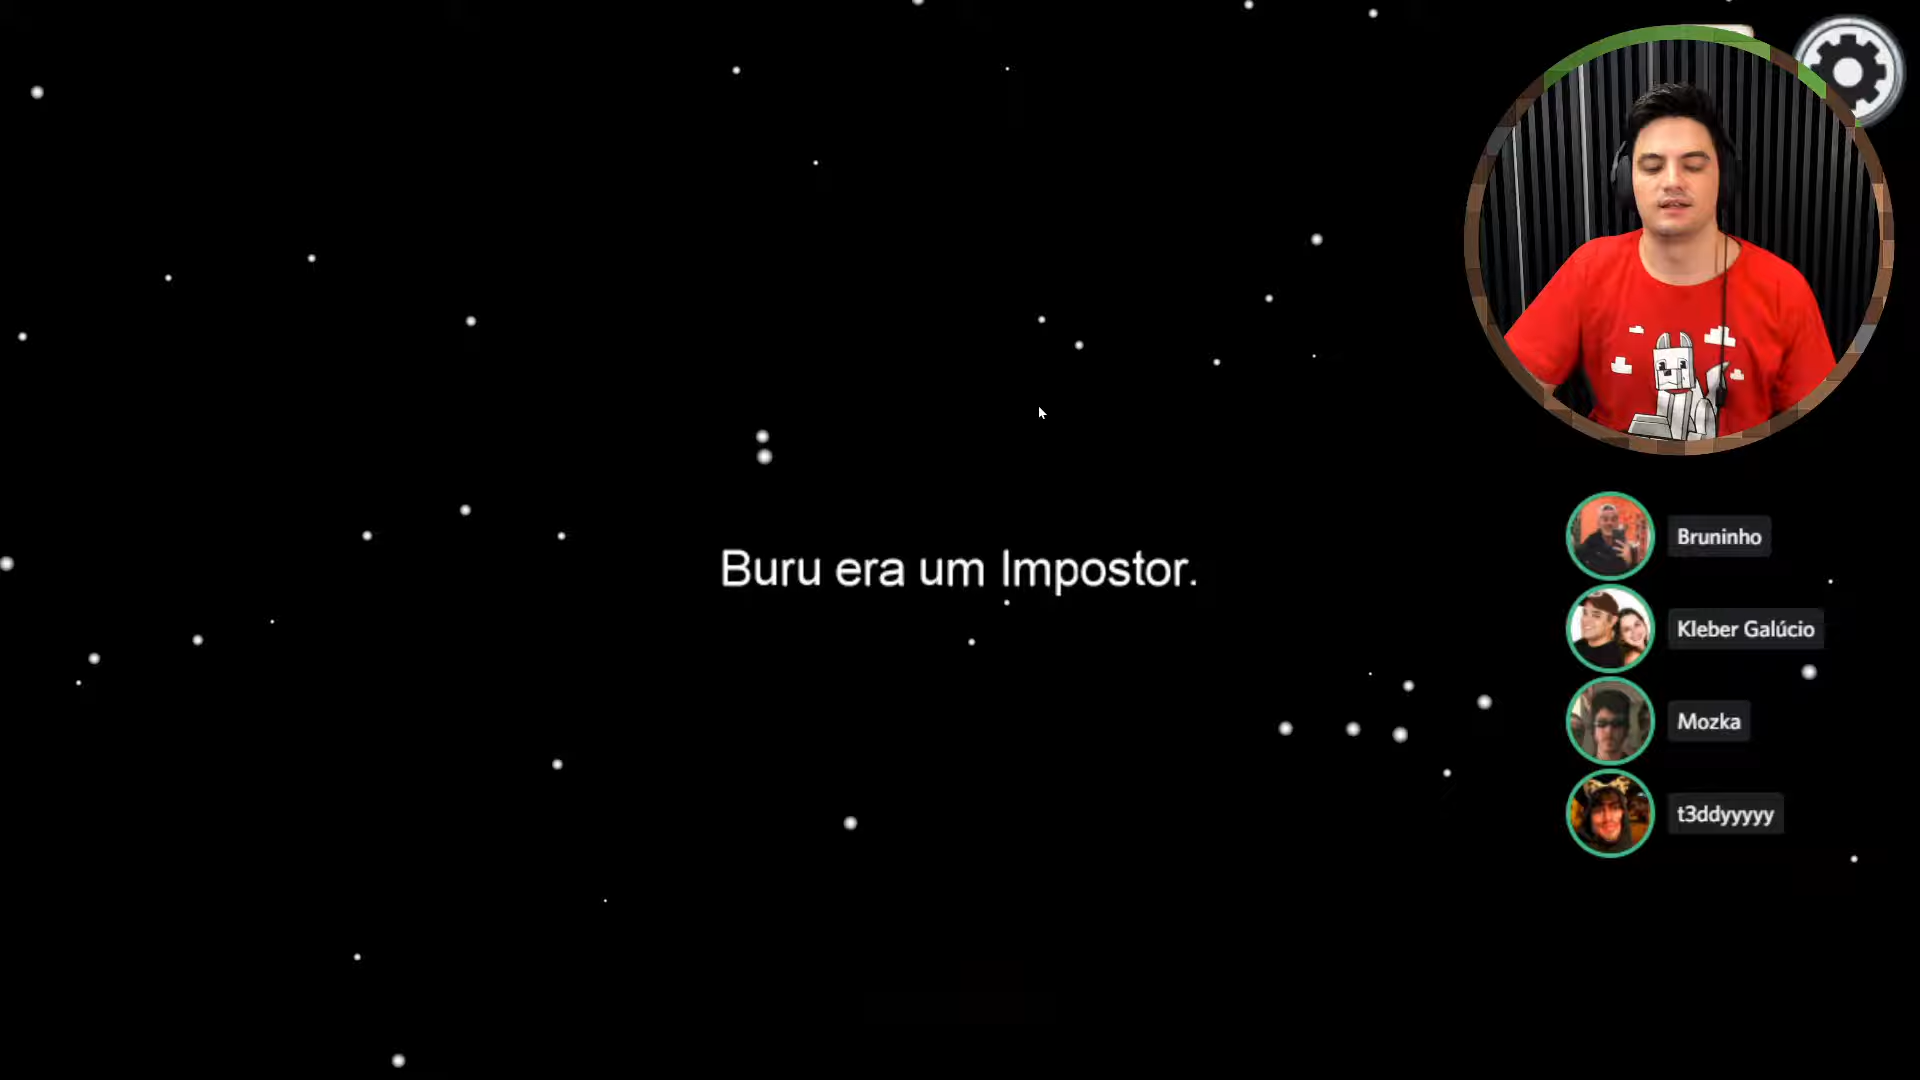 Buru era um Impostor.
Bruninho
Kleber Galúcio
Mozka
t3ddyyyyy